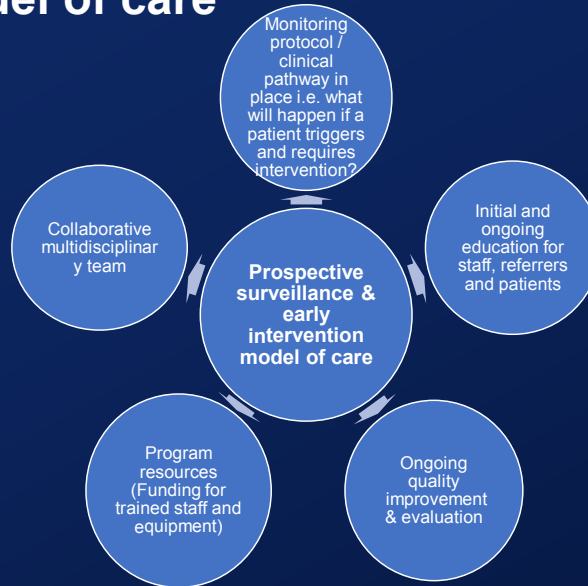 del of care
Monitoring
protocol /
clinical
pathway in
place i.e. what
will happen if a
patient triggers
and requires
intervention?
Initial and
ongoing
education for
staff, referrers
and patients
Ongoing
quality
improvement
& evaluation
Program
resources
(Funding for
trained staff and
equipment)
Collaborative
multidisciplinar
y team
Prospective
surveillance &
early
intervention
model of care